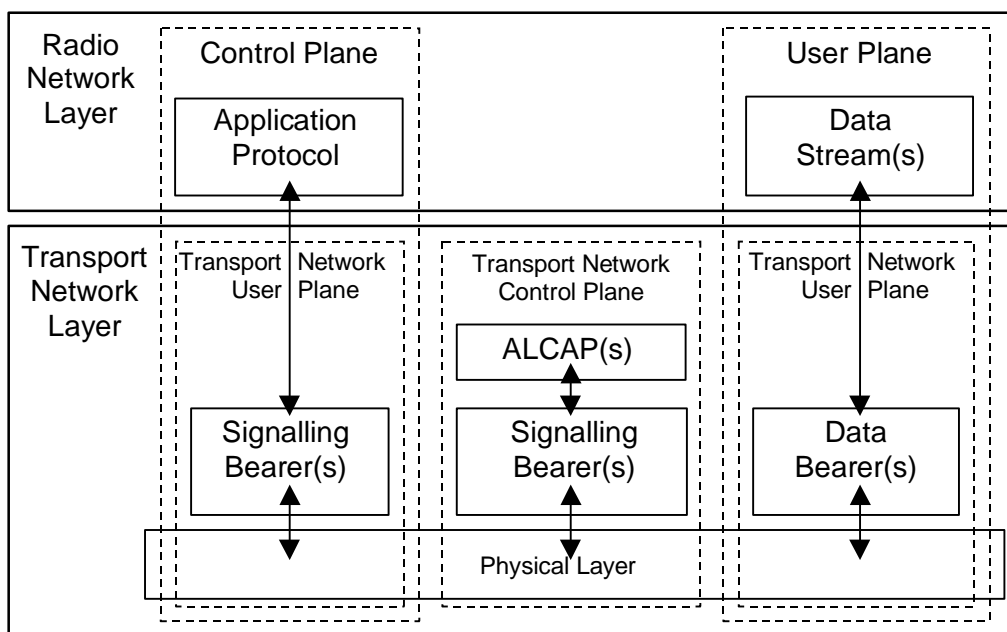 Radio
Network
Layer
Control Plane
User Plane
Application
Protocol
Data
Stream(s)
Transport
Network
Layer
Transport Network
User Plane
Transport Network
Control Plane
Transport Network
User Plane
ALCAP(s)
Signalling
Bearer(s)
Signalling
Bearer(s)
Data
Bearer(s)
Physical Layer